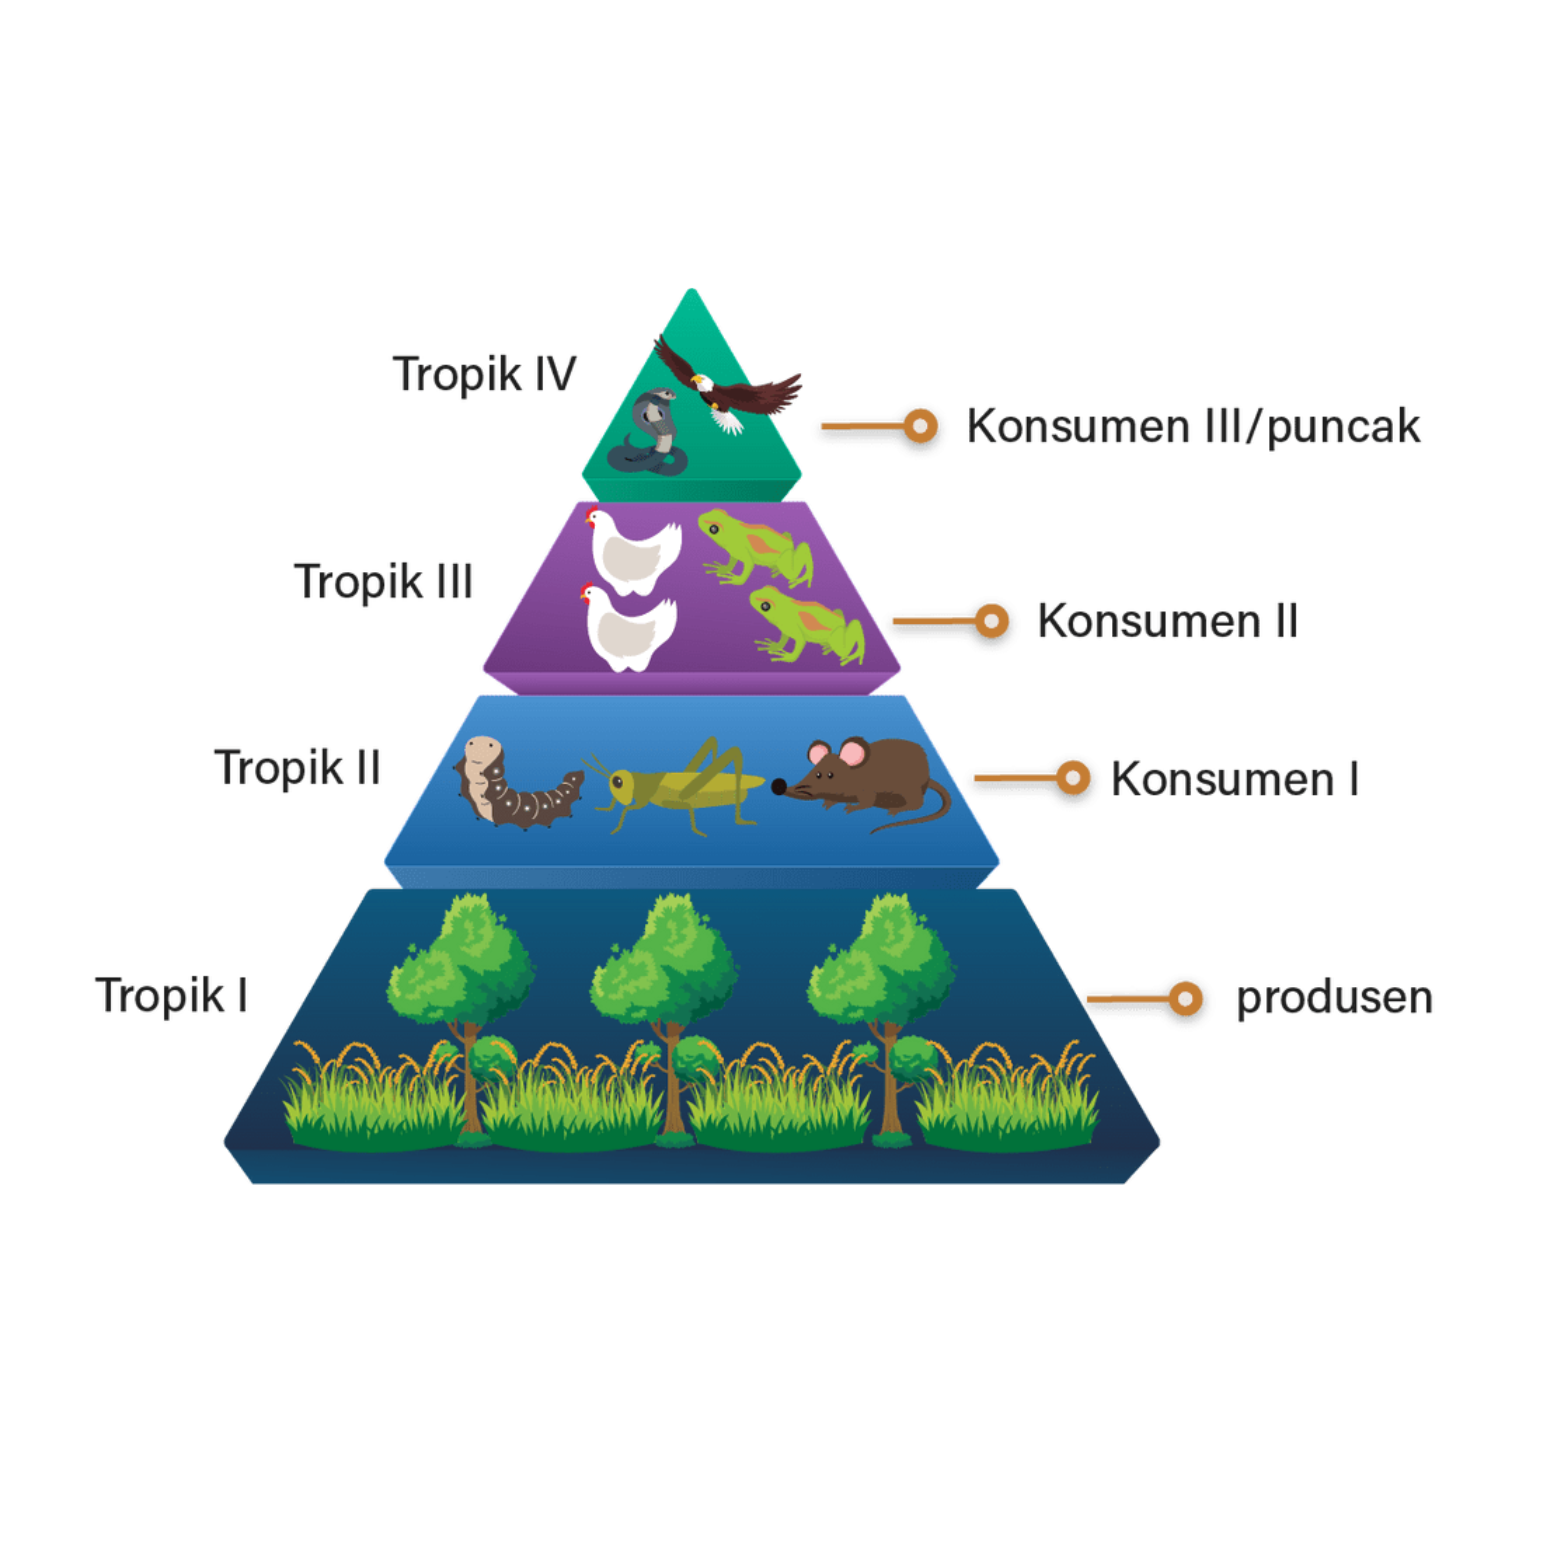 Tropik IV
Konsumen III/puncak
Tropik III
Konsumen II
Tropik II
Konsumen I
Tropik I
produsen